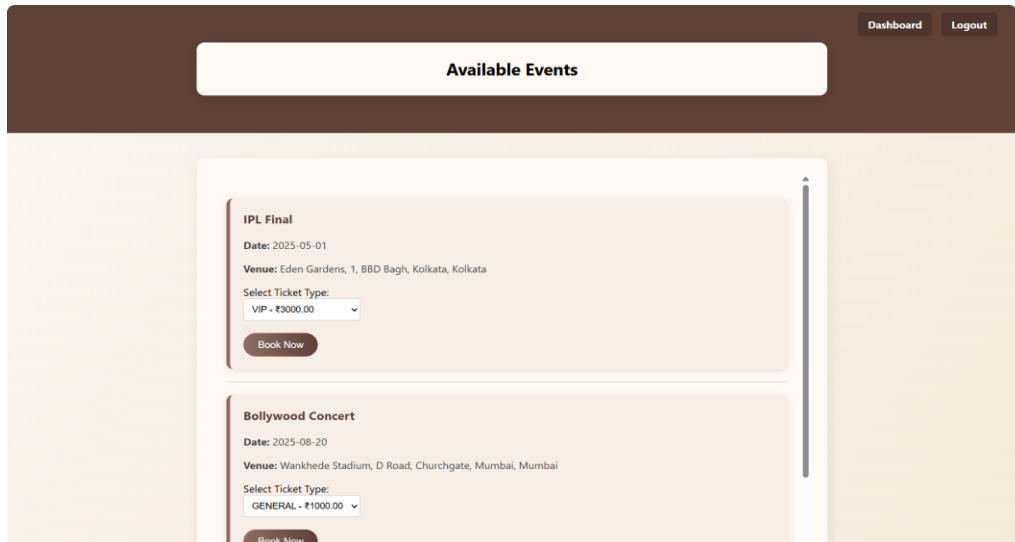 Dashboard Logout
Available Events
IPL Final
Date: 2025-05-01
Venue: Eden Gardens, 1, BBD Bagh, Kolkata, Kolkata
Select Ticket Type:
VIP - ₹3000.00
Book Now
Bollywood Concert
Date: 2025-08-20
Venue: Wankhede Stadium, D Road, Churchgate, Mumbai, Mumbai
Select Ticket Type:
GENERAL - ₹1000.00
Book Now